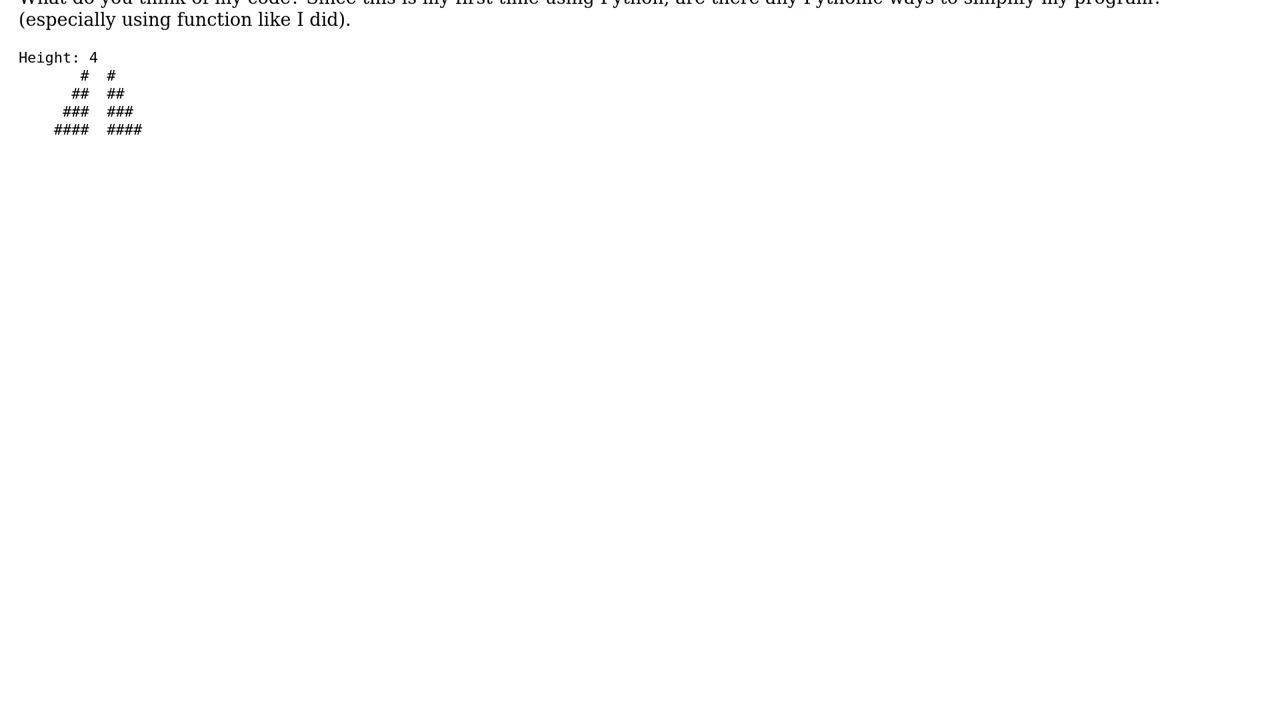 What do you think of my code? Since this is my first time using Python, are there any Pythonic ways to simplify my program?
(especially using function like I did).
Height: 4
       #  #
      ##  ##
     ###  ###
    ####  ####